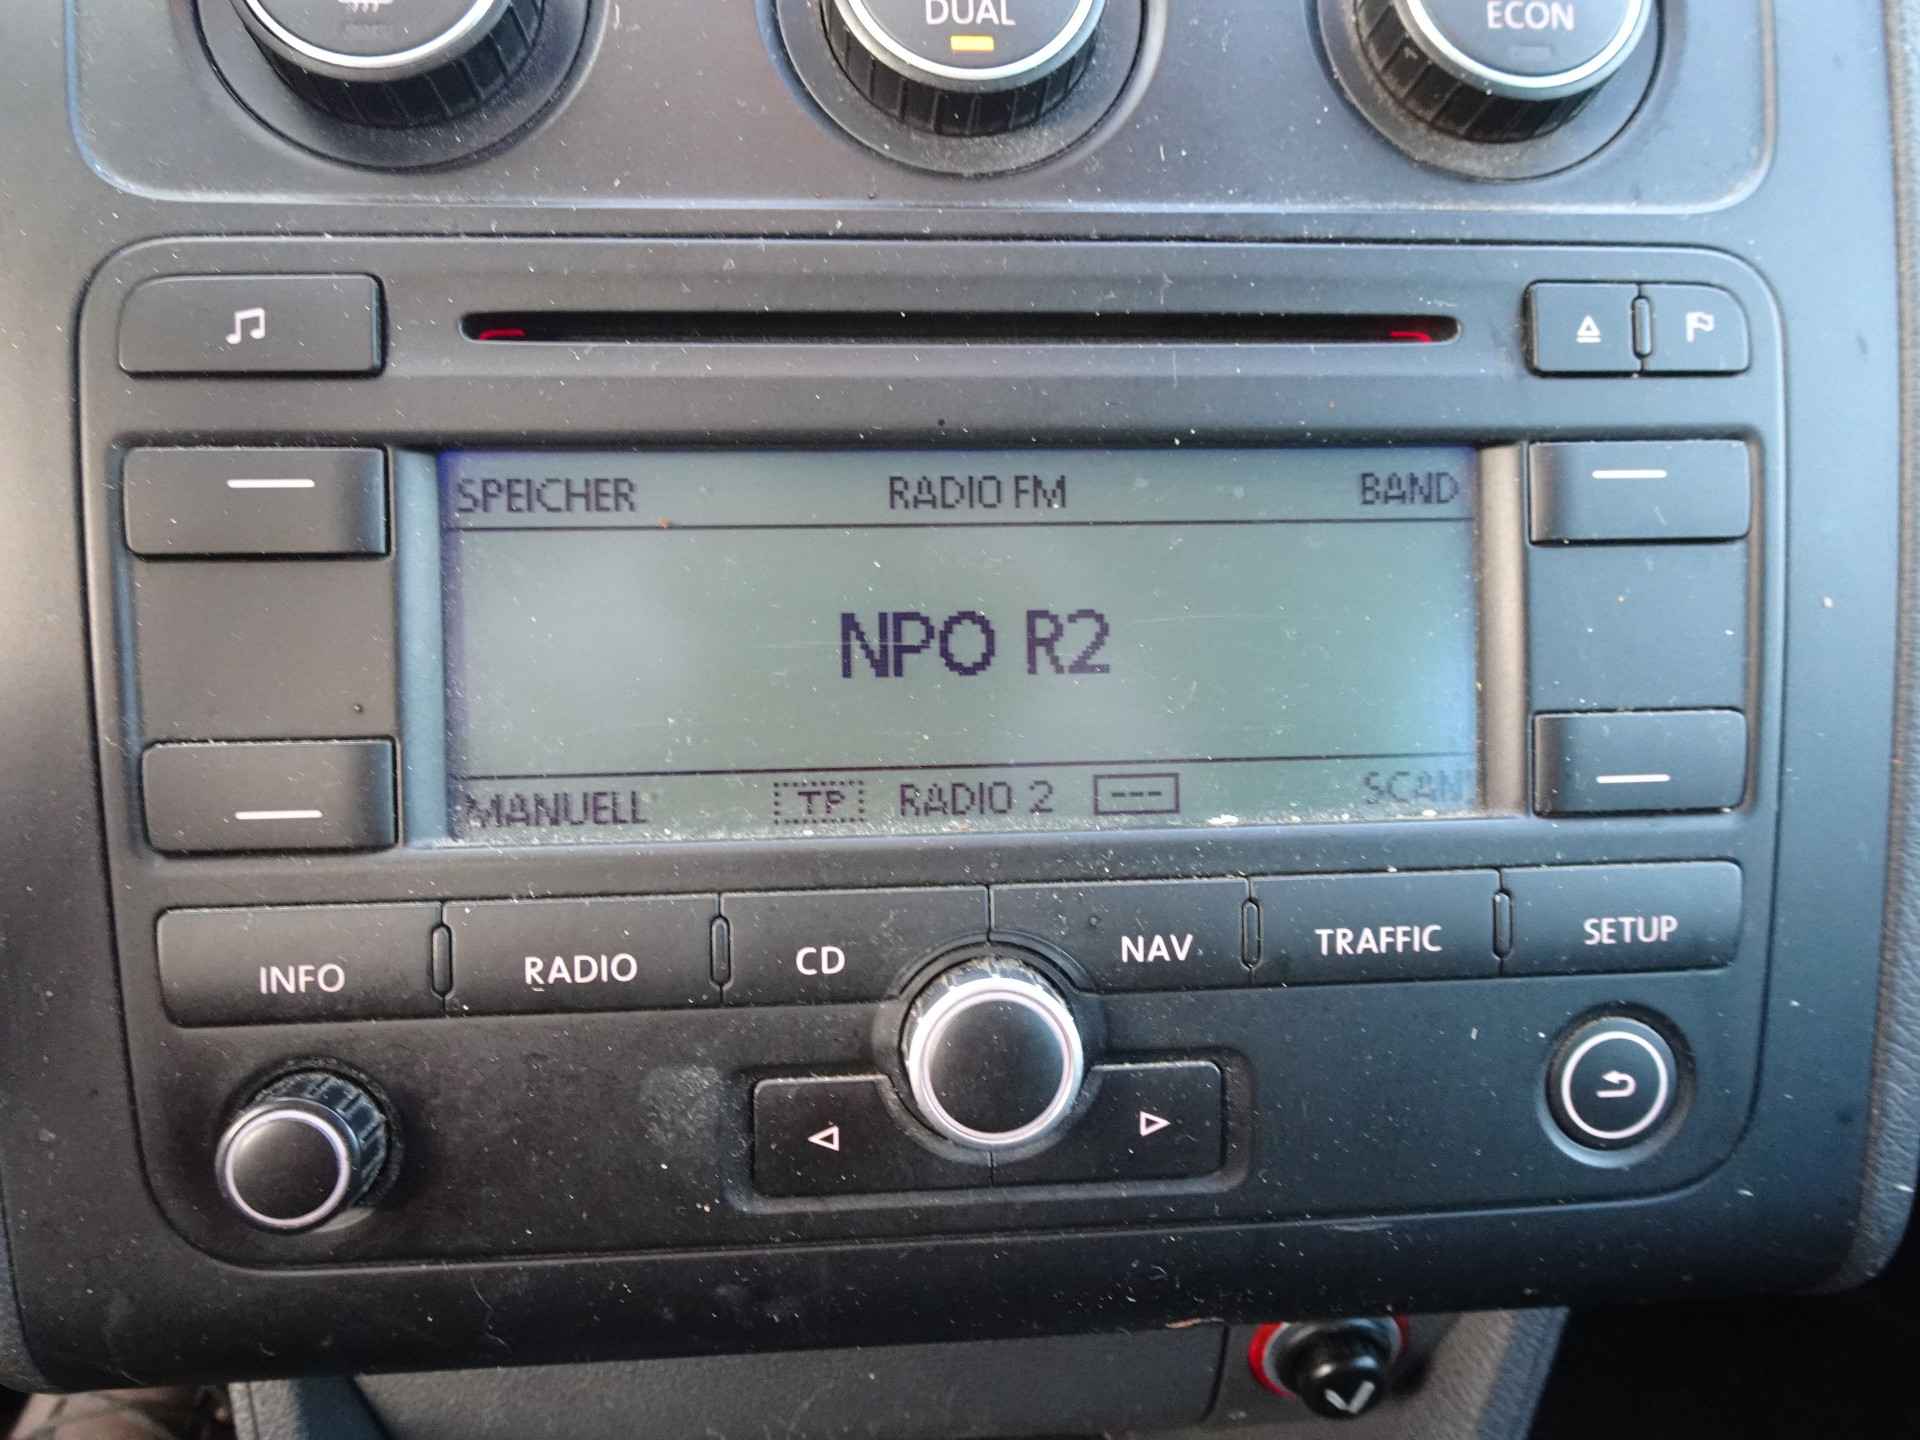 DUAL
ECON
SPEICHER RADIO FM BAND
NPO R2
MANUELL TP RADIO 2 --- SCAN
INFO RADIO CD NAV TRAFFIC SETUP